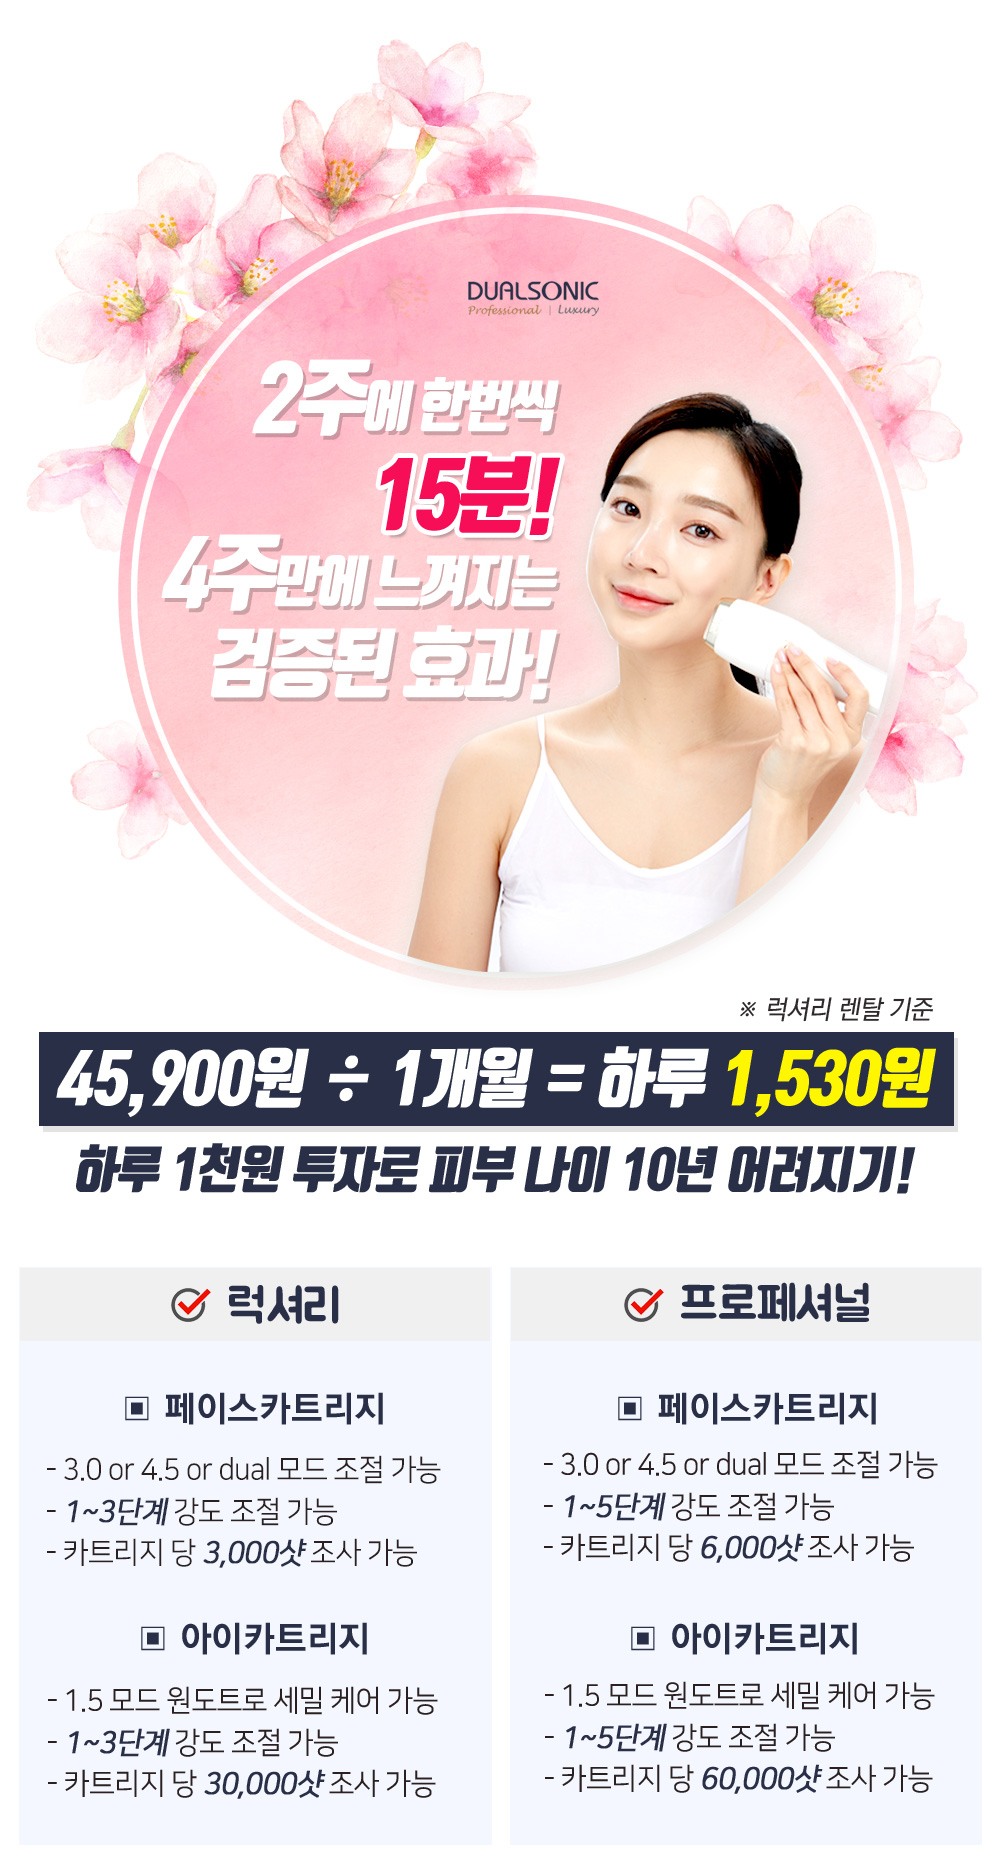 DUALSONIC
Professional | Luxury
2주에 한번씩
15분!
4주만에 느껴지는
검증된 효과!
※ 럭셔리 렌탈 기준
45,900원 ÷ 1개월 = 하루 1,530원
하루 1천원 투자로 피부 나이 10년 어려지기!
럭셔리
▣ 페이스카트리지
- 3.0 or 4.5 or dual 모드 조절 가능
- 1~3단계 강도 조절 가능
- 카트리지 당 3,000샷 조사 가능
▣ 아이카트리지
- 1.5 모드 원도트로 세밀 케어 가능
- 1~3단계 강도 조절 가능
- 카트리지 당 30,000샷 조사 가능
프로페셔널
▣ 페이스카트리지
- 3.0 or 4.5 or dual 모드 조절 가능
- 1~5단계 강도 조절 가능
- 카트리지 당 6,000샷 조사 가능
▣ 아이카트리지
- 1.5 모드 원도트로 세밀 케어 가능
- 1~5단계 강도 조절 가능
- 카트리지 당 60,000샷 조사 가능